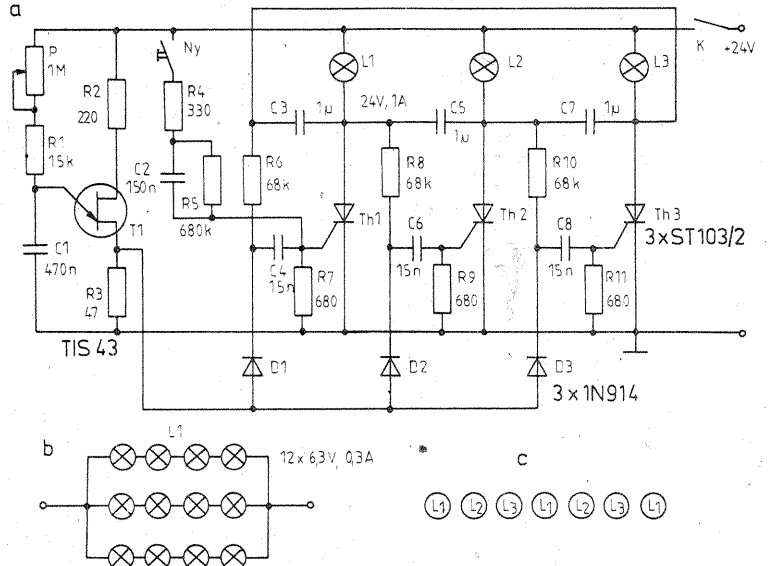 a
P
1M
R1
15k
C1
470n
R2
220
T1
R3
47
TIS 43
Ny
R4
330
C2
150n
R5
680k
R6
68k
C3
1µ
C4
15n
R7
680
L1
24V, 1A
Th1
D1
C5
1µ
R8
68k
C6
15n
R9
680
L2
Th2
D2
C7
1µ
R10
68k
C8
15n
R11
680
L3
Th3
3xST103/2
D3
3 x 1N914
K
+24V
b
L1
12x 6,3V, 0,3A
c
L1 L2 L3 L1 L2 L3 L1